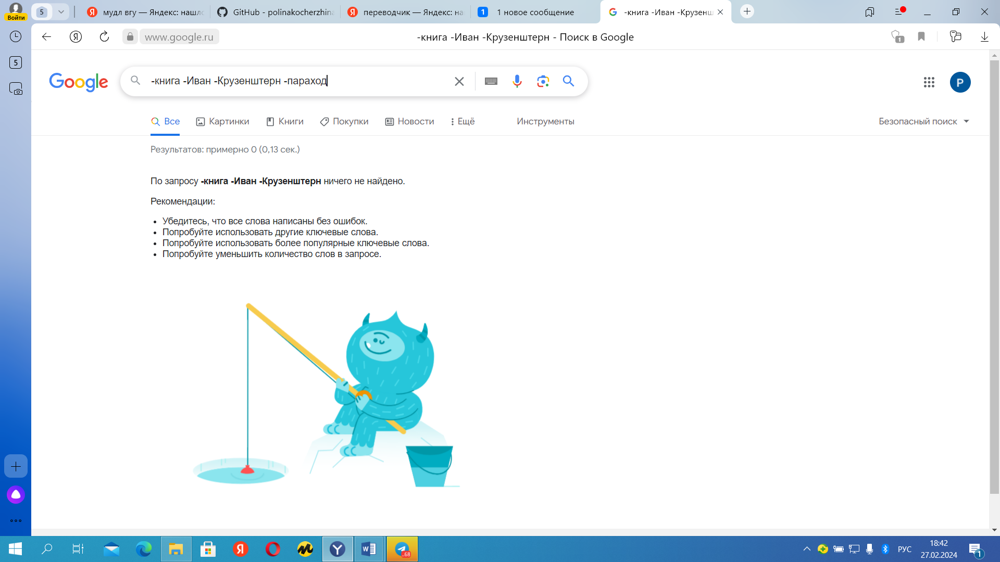 Войти
5
мудл вгу — Яндекс: нашло
GitHub - polinakocherzhina
переводчик — Яндекс: на
1
1 новое сообщение
-книга -Иван -Крузенш
www.google.ru
-книга -Иван -Крузенштерн - Поиск в Google
1
5
Google
-книга -Иван -Крузенштерн -параход
P
Все
Картинки
Книги
Покупки
Новости
Ещё
Инструменты
Безопасный поиск
Результатов: примерно 0 (0,13 сек.)
По запросу -книга -Иван -Крузенштерн ничего не найдено.
Рекомендации:
Убедитесь, что все слова написаны без ошибок.
Попробуйте использовать другие ключевые слова.
Попробуйте использовать более популярные ключевые слова.
Попробуйте уменьшить количество слов в запросе.
..68
РУС
18:42
27.02.2024
1